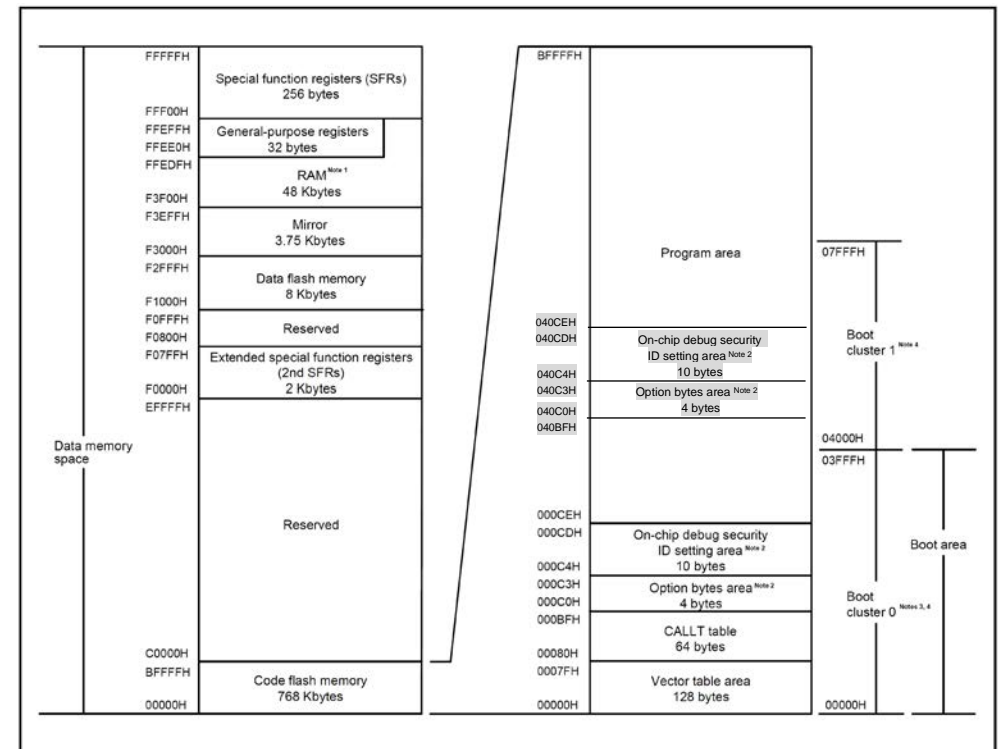 FFFFFH
Special function registers (SFRs)
256 bytes
FFF00H
FFEFFH
General-purpose registers
32 bytes
FFEE0H
FFEDFH
RAM Note 1
48 Kbytes
F3F00H
F3EFFH
Mirror
3.75 Kbytes
F3000H
F2FFFH
Data flash memory
8 Kbytes
F1000H
F0FFFH
Reserved
F0800H
F07FFH
Extended special function registers
(2nd SFRs)
2 Kbytes
F0000H
EFFFFH
Data memory
space
Reserved
C0000H
BFFFFH
Code flash memory
768 Kbytes
00000H
BFFFFH
Program area
040CEH
040CDH
On-chip debug security
ID setting area Note 2
10 bytes
040C4H
040C3H
Option bytes area Note 2
4 bytes
040C0H
040BFH
000CEH
000CDH
On-chip debug security
ID setting area Note 2
10 bytes
000C4H
000C3H
Option bytes area Note 2
4 bytes
000C0H
000BFH
CALLT table
64 bytes
00080H
0007FH
Vector table area
128 bytes
00000H
07FFFH
Boot
cluster 1 Note 4
04000H
03FFFH
Boot area
Boot
cluster 0 Notes 3, 4
00000H